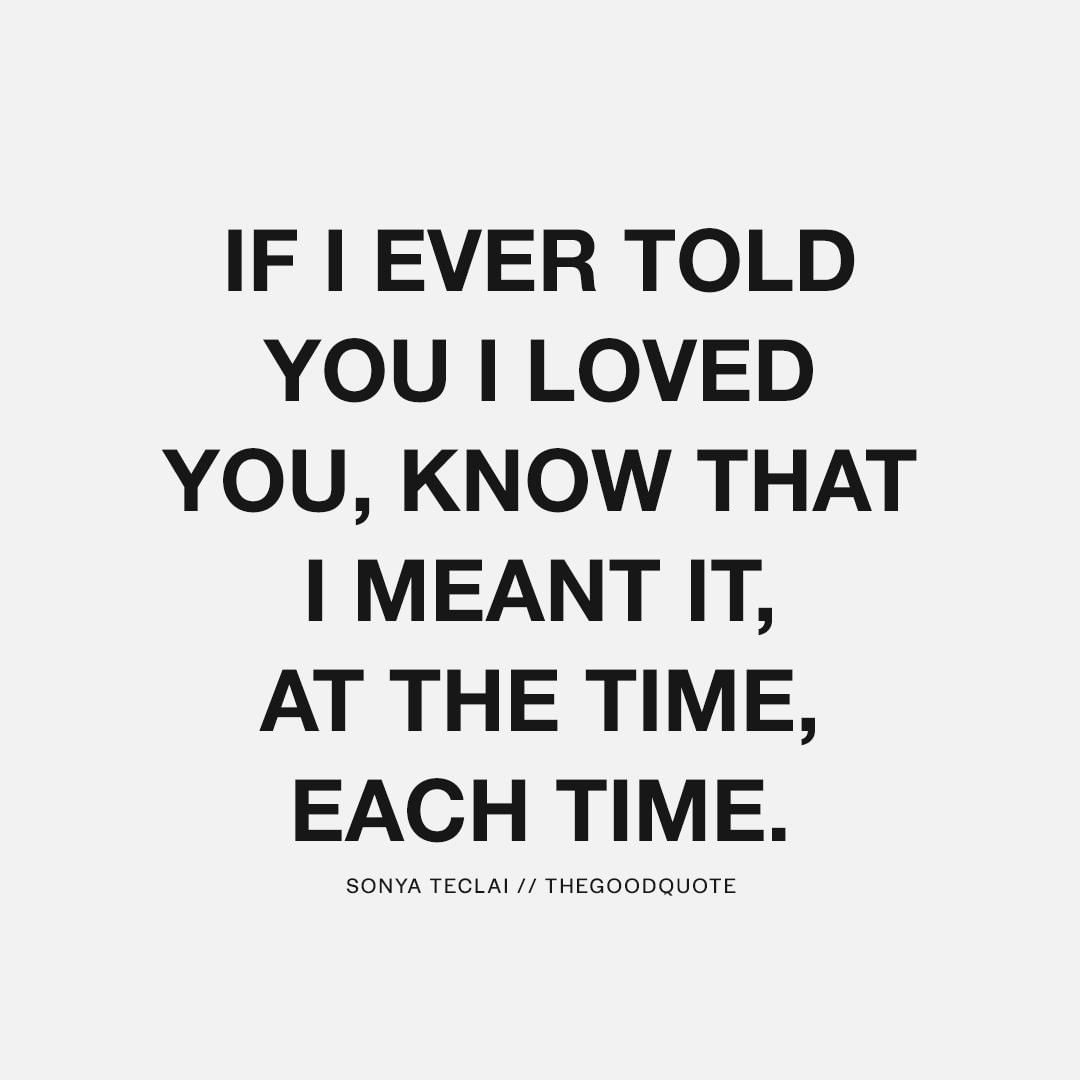 IF I EVER TOLD
YOU I LOVED
YOU, KNOW THAT
I MEANT IT,
AT THE TIME,
EACH TIME.
SONYA TECLAI // THEGOODQUOTE